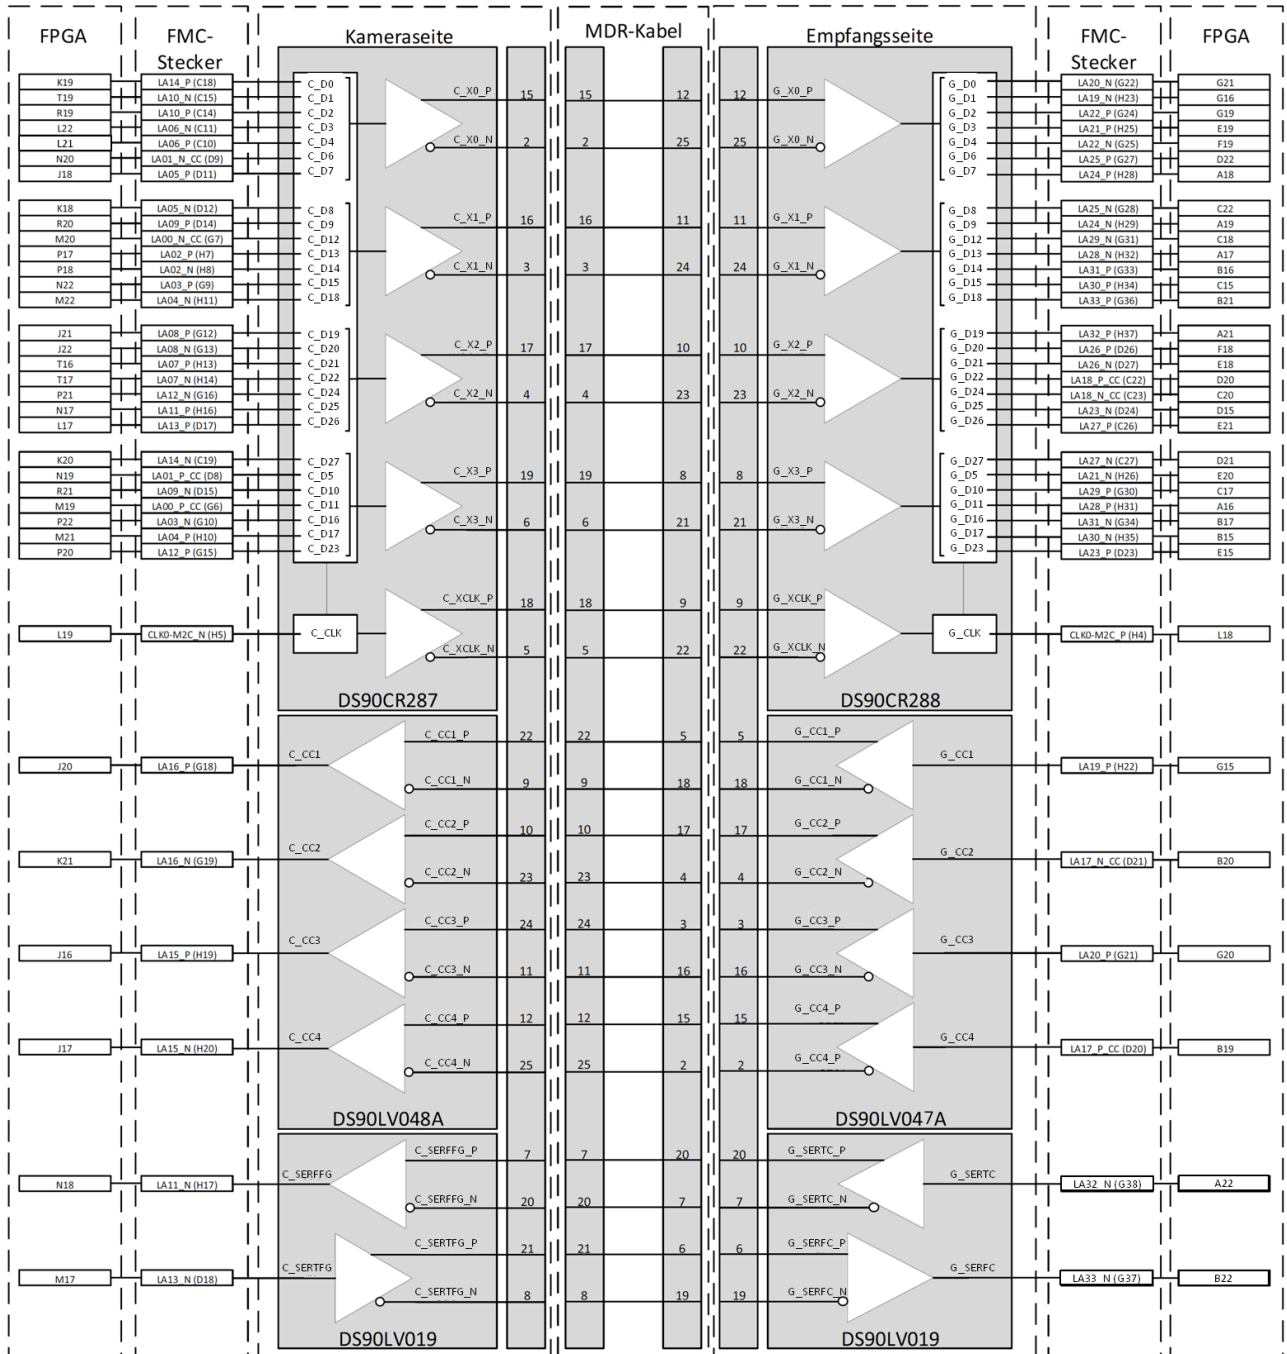 FPGA
FMC-
Stecker
Kameraseite
MDR-Kabel
Empfangsseite
FMC-
Stecker
FPGA
K19 LA14_P (C18) C_D0 G_D0 LA20_N (G22) G21
T19 LA10_N (C15) C_D1 G_D1 LA19_N (H23) G16
R19 LA10_P (C14) C_D2 G_D2 LA22_P (G24) G19
L22 LA06_N (C11) C_D3 G_D3 LA21_P (H25) E19
L21 LA06_P (C10) C_D4 G_D4 LA22_N (G25) F19
N20 LA01_N_CC (D9) C_D6 G_D6 LA25_P (G27) D22
J18 LA05_P (D11) C_D7 G_D7 LA24_P (H28) A18
C_X0_P 15 15 12 12 G_X0_P
C_X0_N 2 2 25 25 G_X0_N
K18 LA05_N (D12) C_D8 G_D8 LA25_N (G28) C22
R20 LA09_P (D14) C_D9 G_D9 LA24_N (H29) A19
M20 LA00_N_CC (G7) C_D12 G_D12 LA29_N (G31) C18
P17 LA02_P (H7) C_D13 G_D13 LA28_N (H32) A17
P18 LA02_N (H8) C_D14 G_D14 LA31_P (G33) B16
N22 LA03_P (G9) C_D15 G_D15 LA30_P (H34) C15
M22 LA04_N (H11) C_D18 G_D18 LA33_P (G36) B21
C_X1_P 16 16 11 11 G_X1_P
C_X1_N 3 3 24 24 G_X1_N
J21 LA08_P (G12) C_D19 G_D19 LA32_P (H37) A21
J22 LA08_N (G13) C_D20 G_D20 LA26_P (D26) F18
T16 LA07_P (H13) C_D21 G_D21 LA26_N (D27) E18
T17 LA07_N (H14) C_D22 G_D22 LA18_P_CC (C22) D20
P21 LA12_N (G16) C_D24 G_D24 LA18_N_CC (C23) C20
N17 LA11_P (H16) C_D25 G_D25 LA23_N (D24) D15
L17 LA13_P (D17) C_D26 G_D26 LA27_P (C26) E21
C_X2_P 17 17 10 10 G_X2_P
C_X2_N 4 4 23 23 G_X2_N
K20 LA14_N (C19) C_D27 G_D27 LA27_N (C27) D21
N19 LA01_P_CC (D8) C_D5 G_D5 LA21_N (H26) E20
R21 LA09_N (D15) C_D10 G_D10 LA29_P (G30) C17
M19 LA00_P_CC (G6) C_D11 G_D11 LA28_P (H31) A16
P22 LA03_N (G10) C_D16 G_D16 LA31_N (G34) B17
M21 LA04_P (H10) C_D17 G_D17 LA30_N (H35) B15
P20 LA12_P (G15) C_D23 G_D23 LA23_P (D23) E15
C_X3_P 19 19 8 8 G_X3_P
C_X3_N 6 6 21 21 G_X3_N
C_XCLK_P 18 18 9 9 G_XCLK_P
L19 CLK0-M2C_N (H5) C_CLK G_CLK CLK0-M2C_P (H4) L18
C_XCLK_N 5 5 22 22 G_XCLK_N
DS90CR287 DS90CR288
C_CC1_P 22 22 5 5 G_CC1_P
J20 LA16_P (G18) C_CC1 G_CC1 LA19_P (H22) G15
C_CC1_N 9 9 18 18 G_CC1_N
C_CC2_P 10 10 17 17 G_CC2_P
K21 LA16_N (G19) C_CC2 G_CC2 LA17_N_CC (D21) B20
C_CC2_N 23 23 4 4 G_CC2_N
C_CC3_P 24 24 3 3 G_CC3_P
J16 LA15_P (H19) C_CC3 G_CC3 LA20_P (G21) G20
C_CC3_N 11 11 16 16 G_CC3_N
C_CC4_P 12 12 15 15 G_CC4_P
J17 LA15_N (H20) C_CC4 G_CC4 LA17_P_CC (D20) B19
C_CC4_N 25 25 2 2 G_CC4_P
DS90LV048A DS90LV047A
C_SERFFG_P 7 7 20 20 G_SERTC_P
N18 LA11_N (H17) C_SERFFG G_SERTC LA32_N (G38) A22
C_SERFFG_N 20 20 7 7 G_SERTC_N
C_SERTFG_P 21 21 6 6 G_SERFC_P
M17 LA13_N (D18) C_SERTFG G_SERFC LA33_N (G37) B22
C_SERTFG_N 8 8 19 19 G_SERFC_N
DS90LV019 DS90LV019